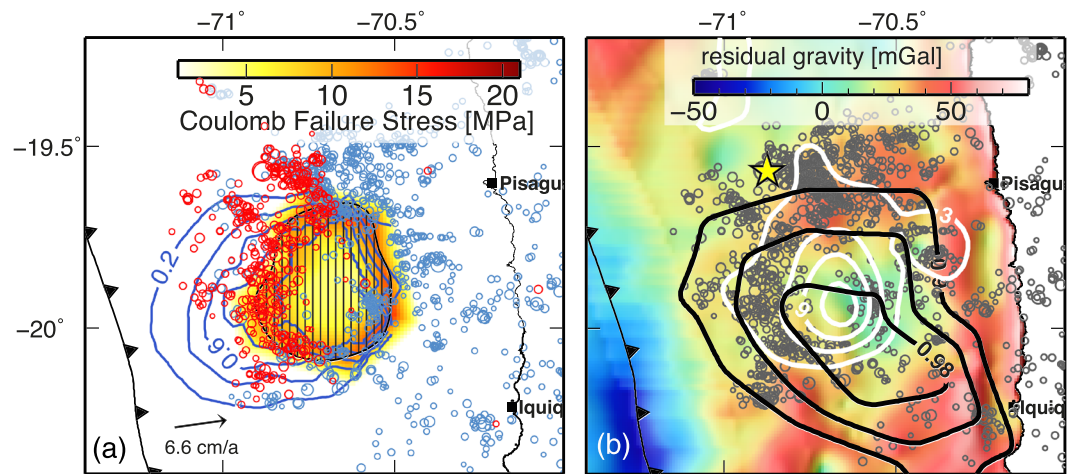 −71˚
−70.5˚
5
10
15
20
Coulomb Failure Stress [MPa]
−19.5˚
−20˚
Pisagu
Iquiq
0.2
0.6
6.6 cm/a
(a)
−71˚
−70.5˚
residual gravity [mGal]
−50
0
50
Pisagu
Iquiq
3
3
0.98
(b)